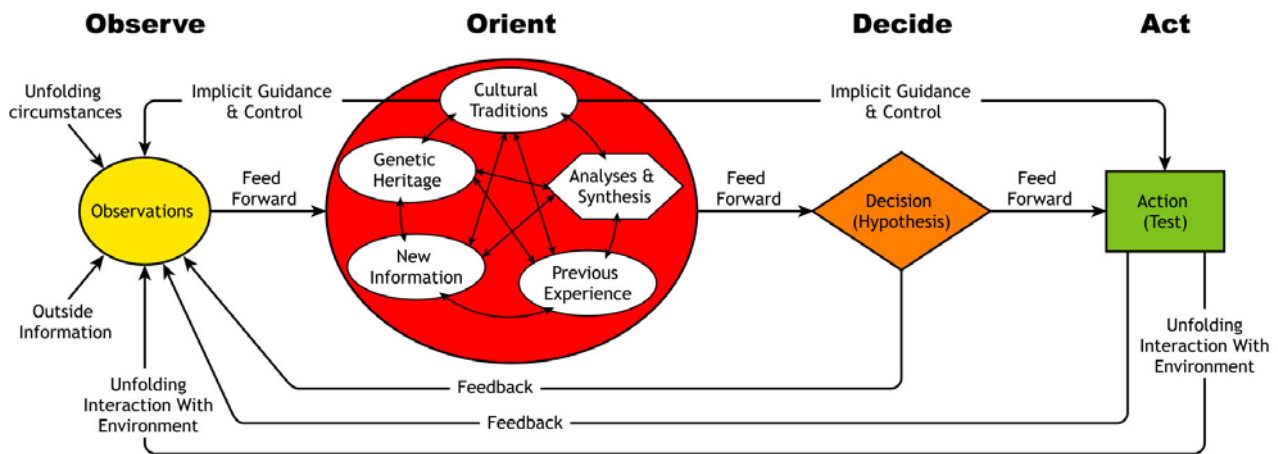 Observe
Orient
Decide
Act
Unfolding
circumstances
Implicit Guidance
& Control
Cultural
Traditions
Implicit Guidance
& Control
Genetic
Heritage
Analyses &
Synthesis
Observations
Feed
Forward
Feed
Forward
Decision
(Hypothesis)
Feed
Forward
Action
(Test)
New
Information
Previous
Experience
Outside
Information
Unfolding
Interaction With
Environment
Unfolding
Interaction With
Environment
Feedback
Feedback